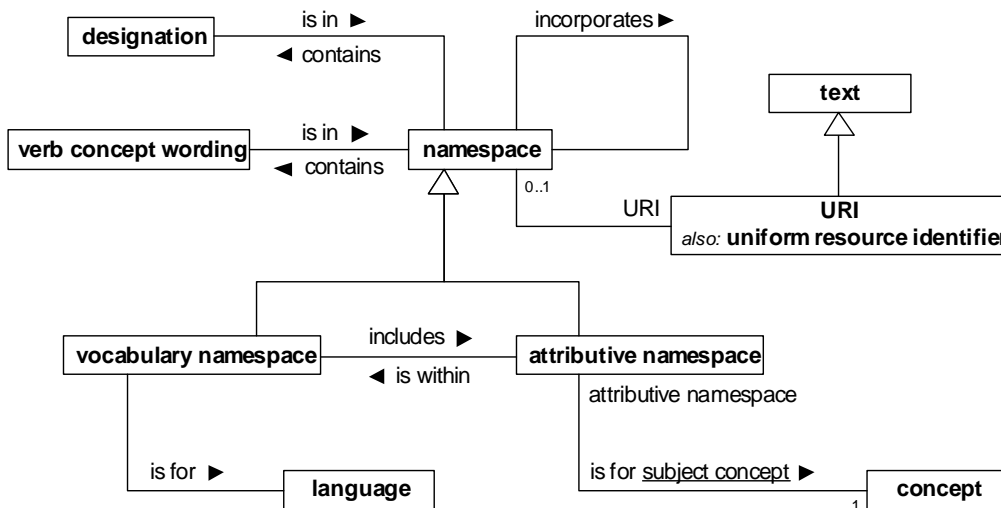 is in ►
incorporates ►
designation
◄ contains
text
is in ►
verb concept wording
namespace
◄ contains
0..1
URI
URI
also: uniform resource identifier
includes ►
vocabulary namespace
attributive namespace
◄ is within
attributive namespace
is for ►
is for subject concept ►
language
concept
1